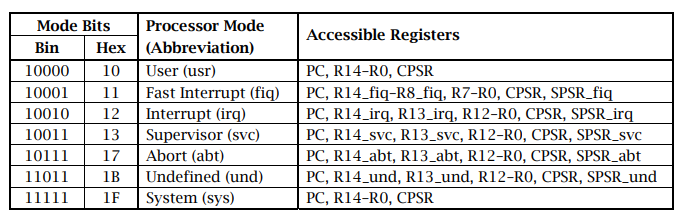 Mode Bits Processor Mode Accessible Registers
Bin Hex (Abbreviation)
10000 10 User (usr) PC, R14–R0, CPSR
10001 11 Fast Interrupt (fiq) PC, R14_fiq–R8_fiq, R7–R0, CPSR, SPSR_fiq
10010 12 Interrupt (irq) PC, R14_irq, R13_irq, R12–R0, CPSR, SPSR_irq
10011 13 Supervisor (svc) PC, R14_svc, R13_svc, R12–R0, CPSR, SPSR_svc
10111 17 Abort (abt) PC, R14_abt, R13_abt, R12–R0, CPSR, SPSR_abt
11011 1B Undefined (und) PC, R14_und, R13_und, R12–R0, CPSR, SPSR_und
11111 1F System (sys) PC, R14–R0, CPSR